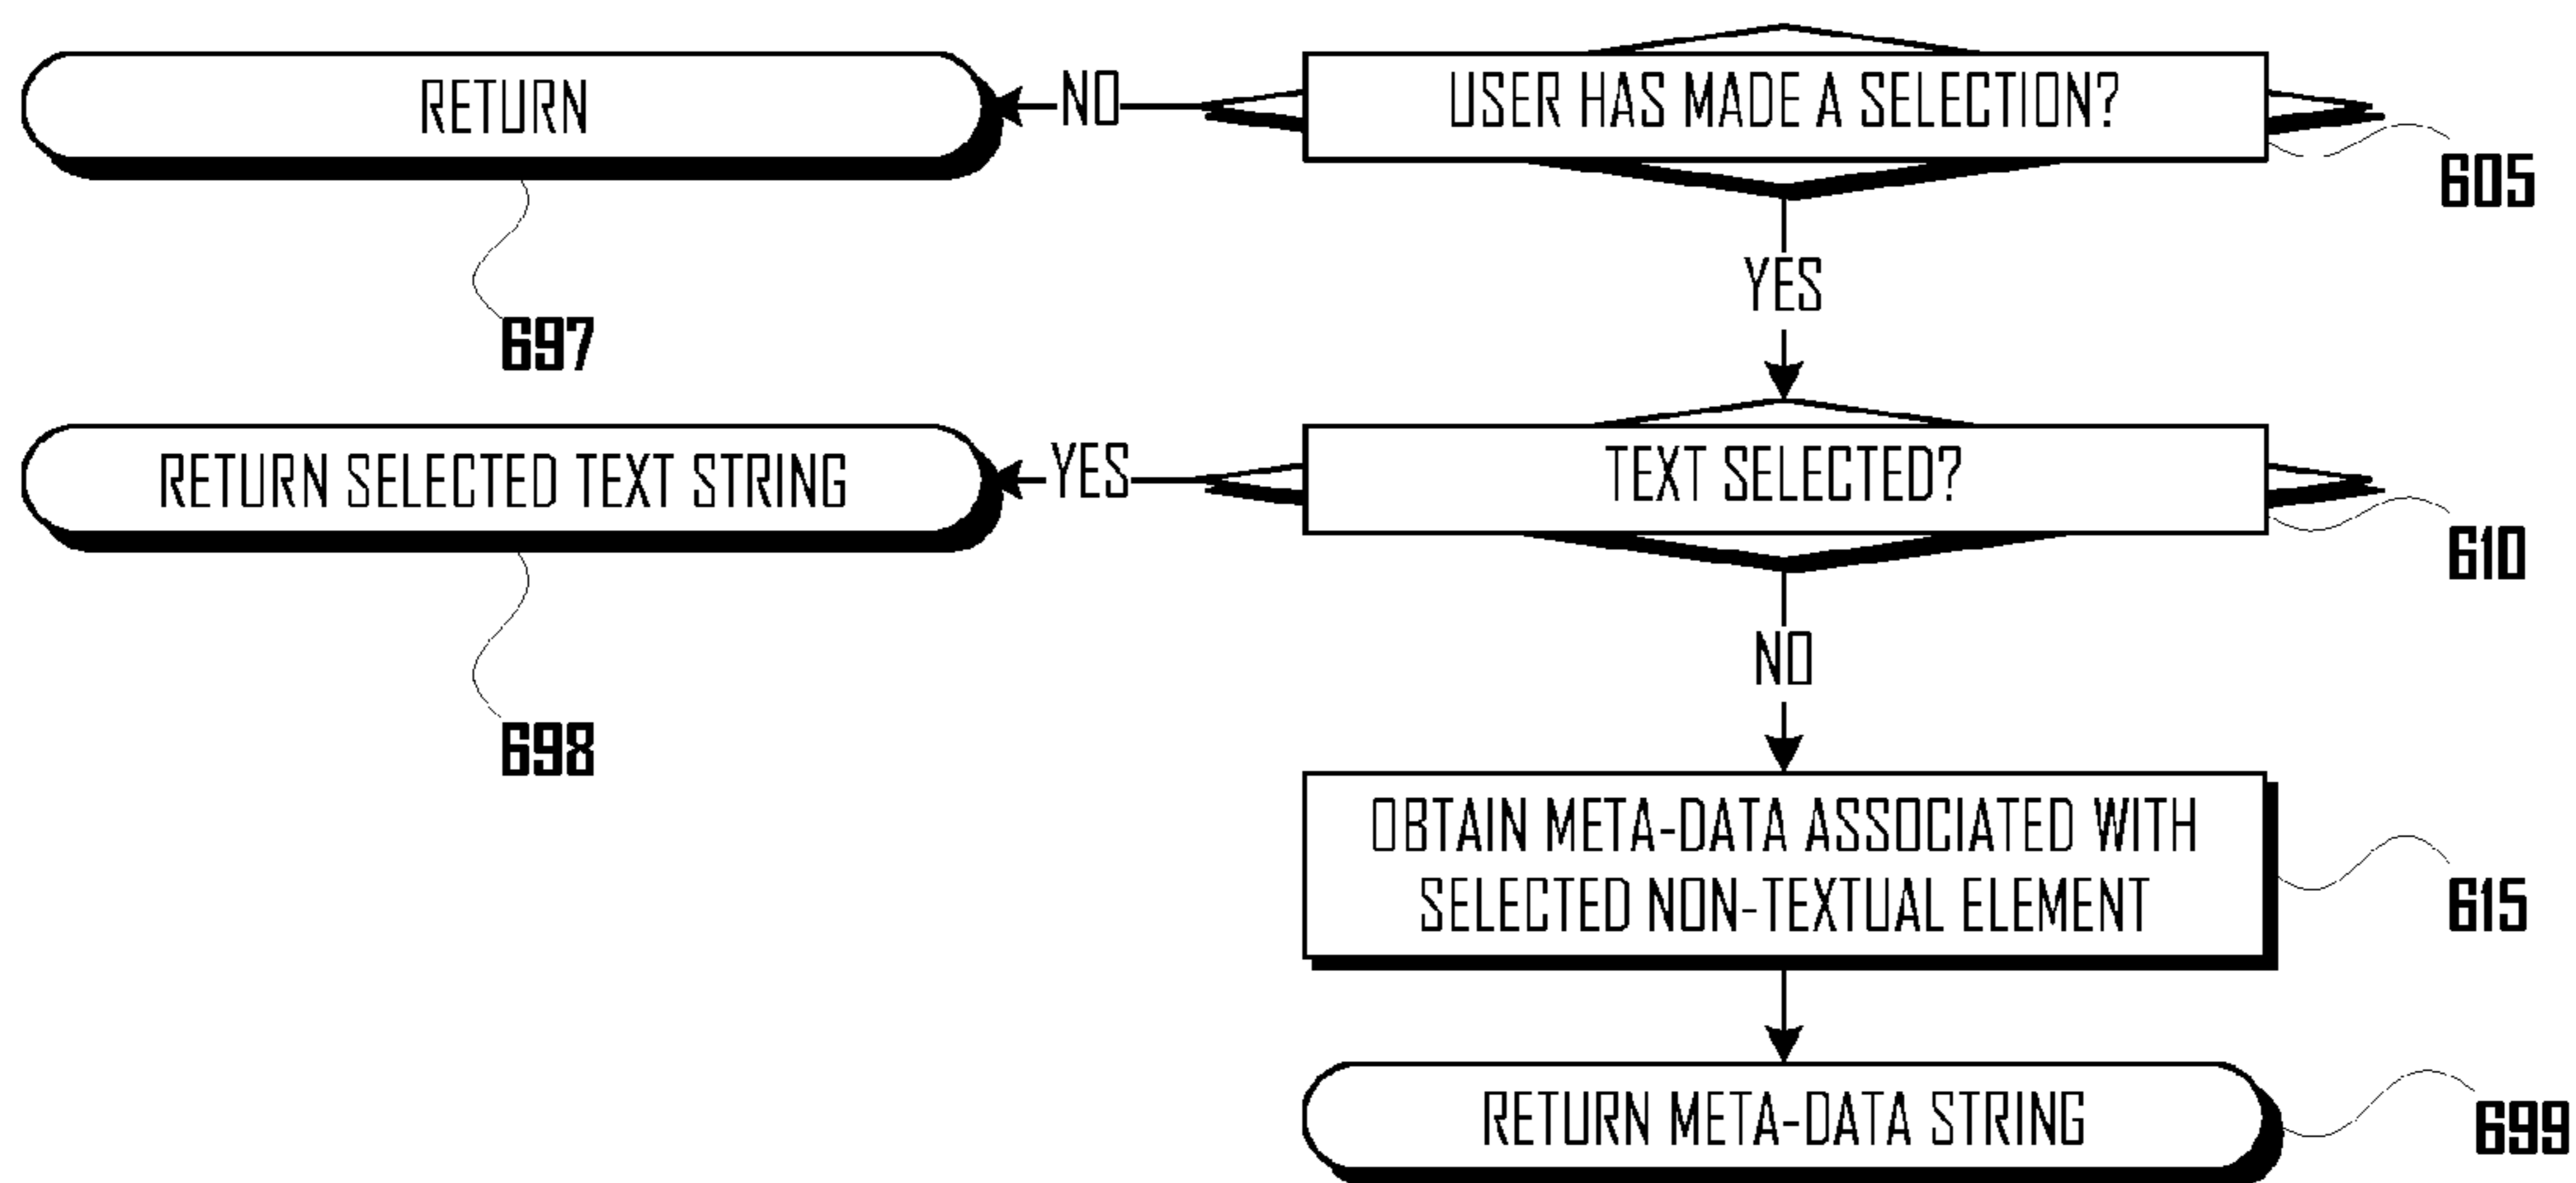 RETURN
NO
USER HAS MADE A SELECTION?
605
YES
697
RETURN SELECTED TEXT STRING
YES
TEXT SELECTED?
610
NO
698
OBTAIN META-DATA ASSOCIATED WITH
SELECTED NON-TEXTUAL ELEMENT
615
RETURN META-DATA STRING
699